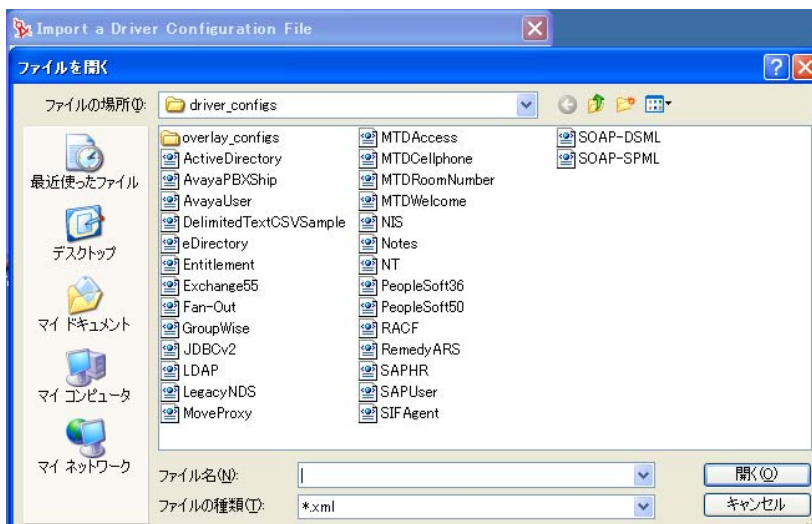 Import a Driver Configuration File
ファイルを開く
ファイルの場所(I):
driver_configs
最近使ったファイル
デスクトップ
マイ ドキュメント
マイ コンピュータ
マイ ネットワーク
overlay_configs
ActiveDirectory
AvayaPBXShip
AvayaUser
DelimitedTextCSVSample
eDirectory
Entitlement
Exchange55
Fan-Out
GroupWise
JDBCv2
LDAP
LegacyNDS
MoveProxy
MTDAccess
MTDCellphone
MTDRoomNumber
MTDWelcome
NIS
Notes
NT
PeopleSoft36
PeopleSoft50
RACF
RemedyARS
SAPHR
SAPUser
SIFAgent
SOAP-DSML
SOAP-SPML
ファイル名(N):
開く(O)
ファイルの種類(T):
*.xml
キャンセル